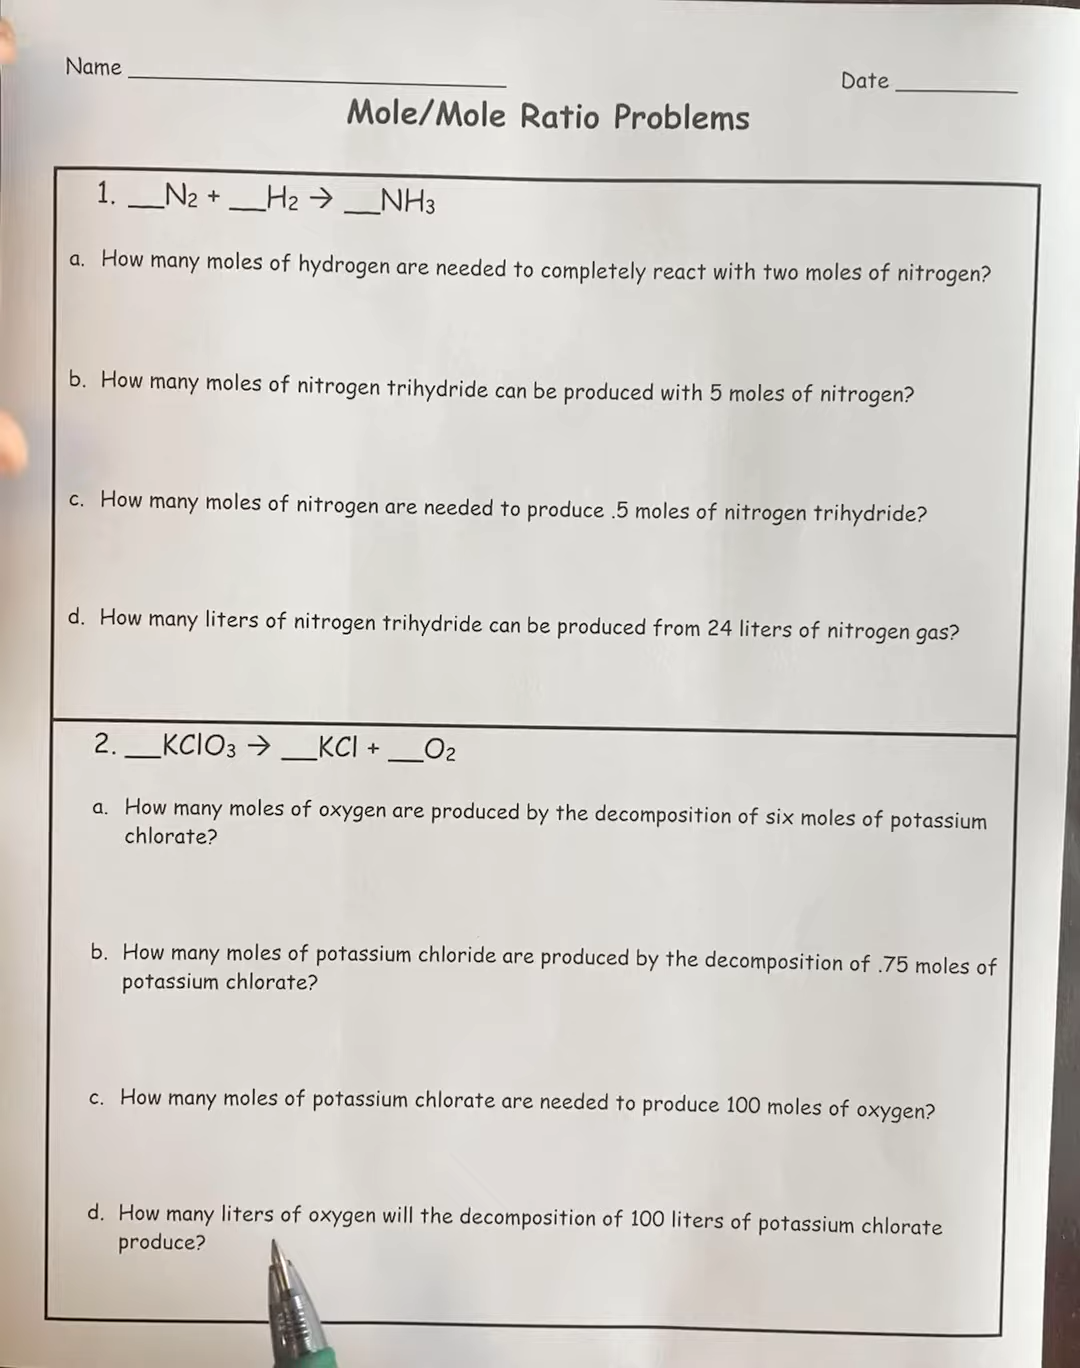 Name ____________ Date ________
Mole/Mole Ratio Problems
1. __N₂ + __H₂ → __NH₃
a. How many moles of hydrogen are needed to completely react with two moles of nitrogen?
b. How many moles of nitrogen trihydride can be produced with 5 moles of nitrogen?
c. How many moles of nitrogen are needed to produce .5 moles of nitrogen trihydride?
d. How many liters of nitrogen trihydride can be produced from 24 liters of nitrogen gas?
2. __KClO₃ → __KCl + __O₂
a. How many moles of oxygen are produced by the decomposition of six moles of potassium
chlorate?
b. How many moles of potassium chloride are produced by the decomposition of .75 moles of
potassium chlorate?
c. How many moles of potassium chlorate are needed to produce 100 moles of oxygen?
d. How many liters of oxygen will the decomposition of 100 liters of potassium chlorate
produce?